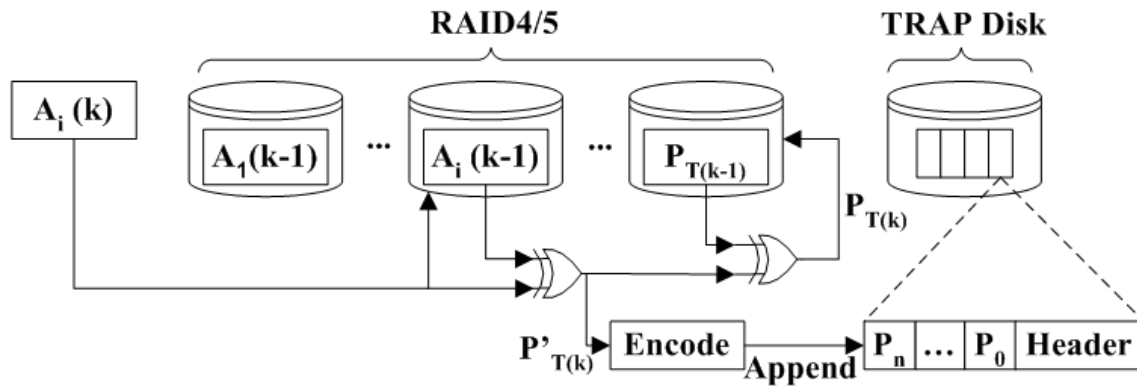 RAID4/5
TRAP Disk
A_i (k)
A_1(k-1)
...
A_i (k-1)
...
P_T(k-1)
P_T(k)
P'_T(k)
Encode
Append
P_n
...
P_0
Header